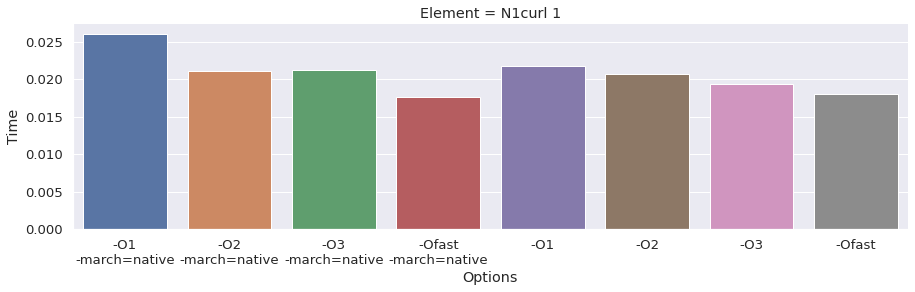 Element = N1curl 1
Time
0.025
0.020
0.015
0.010
0.005
0.000
-O1 -O2 -O3 -Ofast -O1 -O2 -O3 -Ofast
-march=native -march=native -march=native -march=native
Options